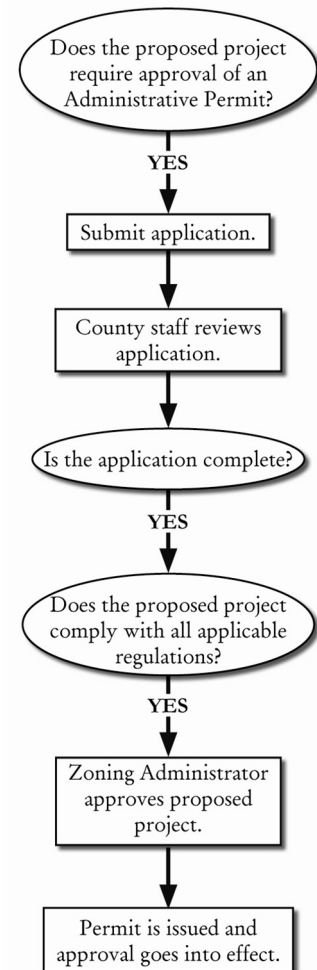 Does the proposed project
require approval of an
Administrative Permit?
YES
Submit application.
County staff reviews
application.
Is the application complete?
YES
Does the proposed project
comply with all applicable
regulations?
YES
Zoning Administrator
approves proposed
project.
Permit is issued and
approval goes into effect.